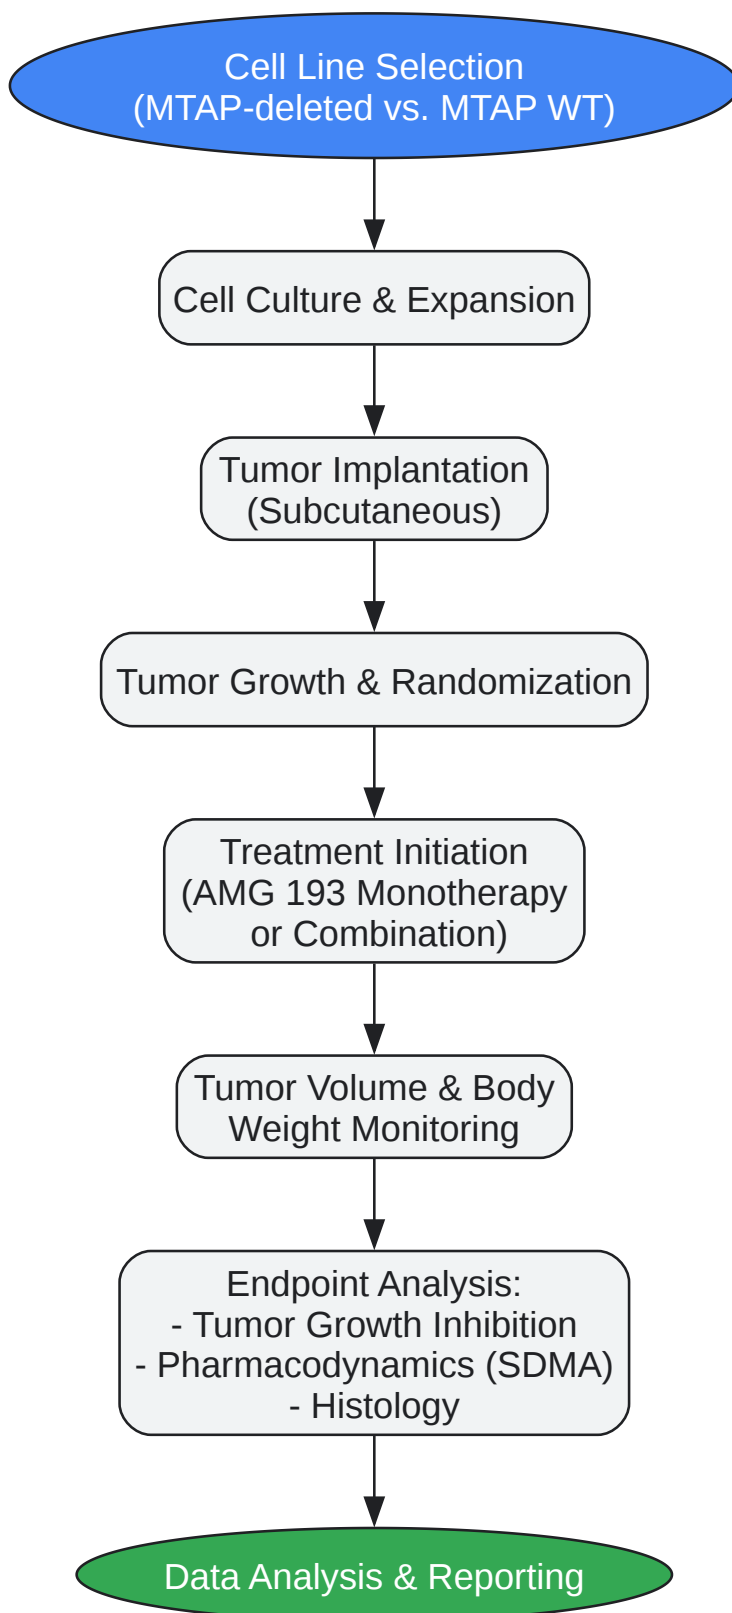 Cell Line Selection
(MTAP-deleted vs. MTAP WT)
Cell Culture & Expansion
Tumor Implantation
(Subcutaneous)
Tumor Growth & Randomization
Treatment Initiation
(AMG 193 Monotherapy
or Combination)
Tumor Volume & Body
Weight Monitoring
Endpoint Analysis:
- Tumor Growth Inhibition
- Pharmacodynamics (SDMA)
- Histology
Data Analysis & Reporting